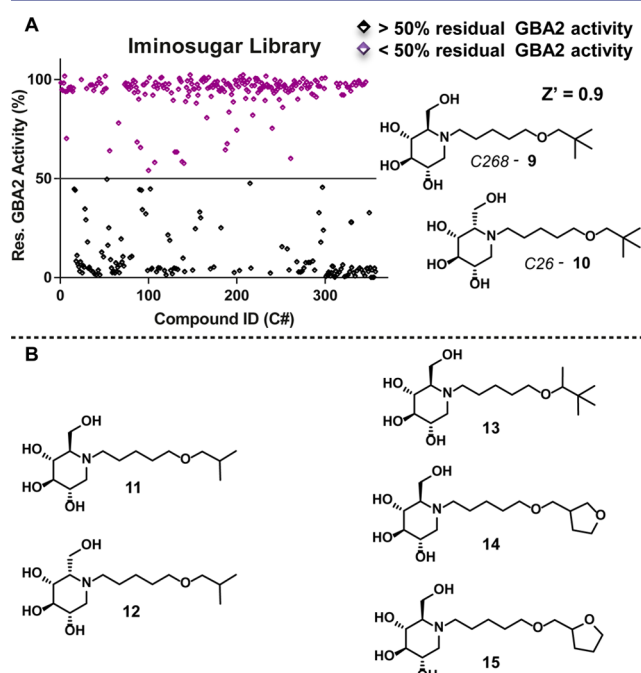 A
> 50% residual GBA2 activity
< 50% residual GBA2 activity
Iminosugar Library
Z' = 0.9
Res. GBA2 Activity (%)
100
50
0
0
100
200
300
Compound ID (C#)
OH
HO
N
O
HO
OH
C268 - 9
OH
HO
N
O
HO
OH
C26 - 10
B
OH
HO
N
O
HO
OH
11
OH
HO
N
O
HO
OH
12
OH
HO
N
O
HO
OH
13
OH
HO
N
O
O
HO
OH
14
OH
HO
N
O
O
HO
OH
15